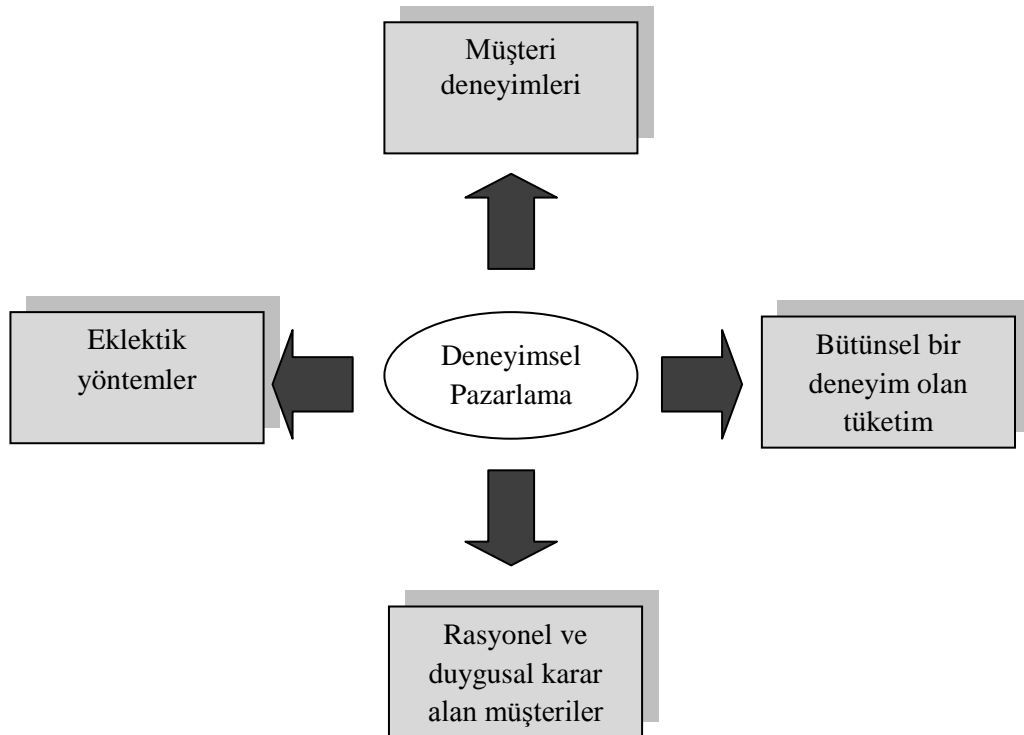 Müşteri
deneyimleri
Eklektik
yöntemler
Deneyimsel
Pazarlama
Bütünsel bir
deneyim olan
tüketim
Rasyonel ve
duygusal karar
alan müşteriler